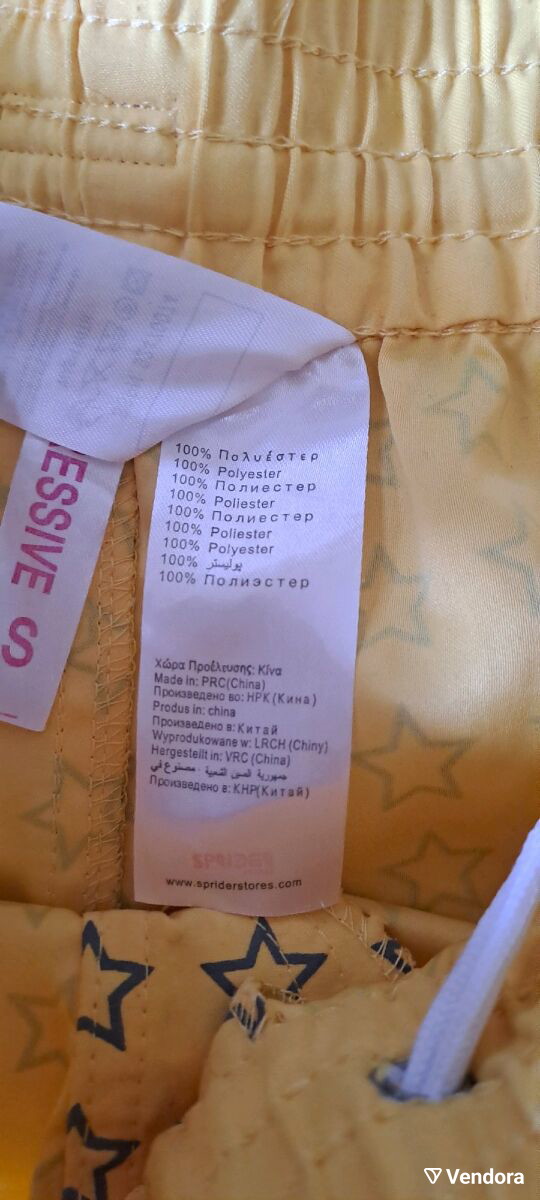 100% Πολυέστερ
100% Polyester
100% Полиестер
100% Poliester
100% Полиестер
100% Poliester
100% Polyester
100% پوليستر
100% Полиэстер
Χώρα Προέλευσης: Κίνα
Made in: PRC(China)
Произведено во: НРК (Кина)
Produs in: china
Произведено в: Китай
Wyprodukowane w: LRCH (Chiny)
Hergestellt in: VRC (China)
جمهورية الصين الشعبية - مصنوع في
Произведено в: КНР(Китай)
www.spriderstores.com
ESSIVE S
Vendora